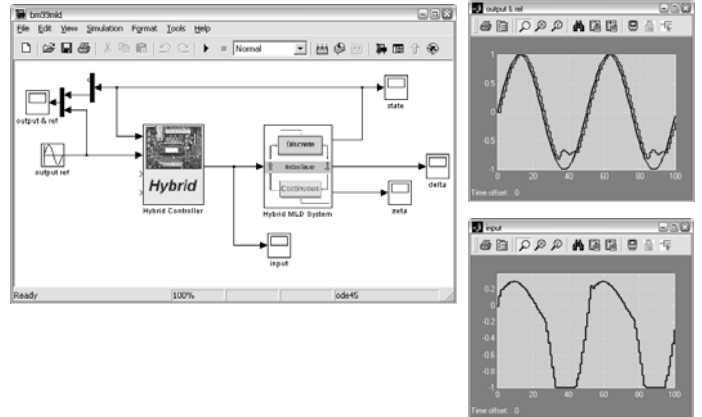 bm99mld
File Edit View Simulation Format Tools Help
Normal
output & ref
output ref
Hybrid
Hybrid Controller
Discrete
Interface
Continuous
Hybrid MLD System
state
delta
zeta
input
Ready 100% ode45
output & ref
1
0.5
0
-0.5
-1
0 20 40 60 80 100
Time offset: 0
input
0.2
0
-0.2
-0.4
-0.6
-0.8
-1
0 20 40 60 80 100
Time offset: 0